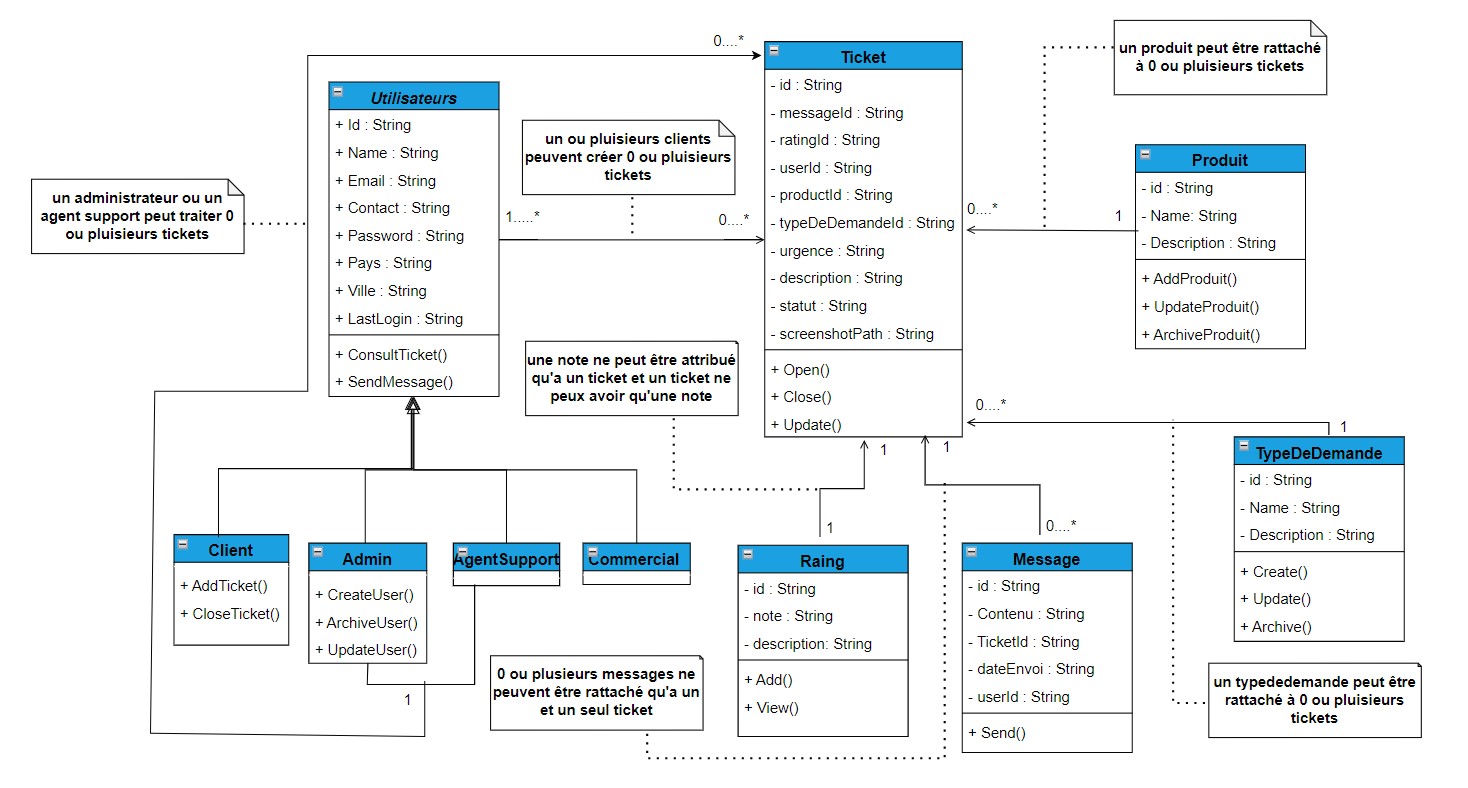 un administrateur ou un
agent support peut traiter 0
ou pluisieurs tickets
Utilisateurs
+ Id : String
+ Name : String
+ Email : String
+ Contact : String
+ Password : String
+ Pays : String
+ Ville : String
+ LastLogin : String
+ ConsultTicket()
+ SendMessage()
un ou pluisieurs clients
peuvent créer 0 ou pluisieurs
tickets
1.....*
0...*
0....*
Ticket
- id : String
- messageId : String
- ratingId : String
- userId : String
- productId : String
- typeDeDemandeId : String
- urgence : String
- description : String
- statut : String
- screenshotPath : String
+ Open()
+ Close()
+ Update()
un produit peut être rattaché
à 0 ou pluisieurs tickets
0....*
1
Produit
- id : String
- Name: String
- Description : String
+ AddProduit()
+ UpdateProduit()
+ ArchiveProduit()
une note ne peut être attribué
qu'a un ticket et un ticket ne
peux avoir qu'une note
0....*
1
TypeDeDemande
- id : String
- Name : String
- Description : String
+ Create()
+ Update()
+ Archive()
1
1
1
0...*
Client
+ AddTicket()
+ CloseTicket()
Admin
+ CreateUser()
+ ArchiveUser()
+ UpdateUser()
AgentSupport
Commercial
1
Raing
- id : String
- note : String
- description: String
+ Add()
+ View()
Message
- id : String
- Contenu : String
- TicketId : String
- dateEnvoi : String
- userId : String
+ Send()
0 ou plusieurs messages ne
peuvent être rattaché qu'a un
et un seul ticket
un typededemande peut être
rattaché à 0 ou pluisieurs
tickets